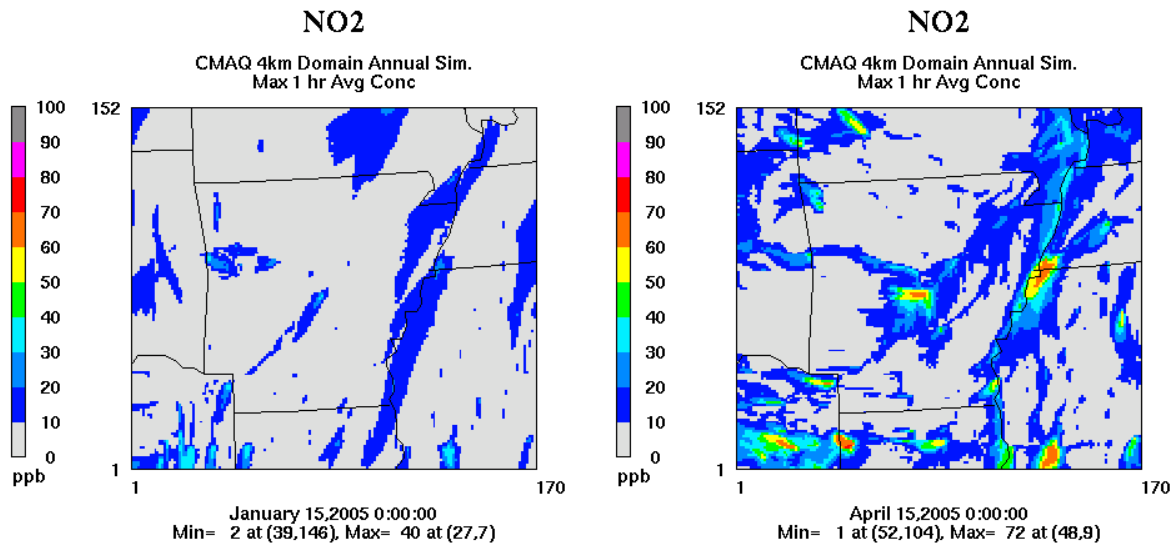 NO2
CMAQ 4km Domain Annual Sim.
Max 1 hr Avg Conc
100
90
80
70
60
50
40
30
20
10
0
ppb
152
1
1
170
January 15,2005 0:00:00
Min= 2 at (39,146), Max= 40 at (27,7)
NO2
CMAQ 4km Domain Annual Sim.
Max 1 hr Avg Conc
100
90
80
70
60
50
40
30
20
10
0
ppb
152
1
1
170
April 15,2005 0:00:00
Min= 1 at (52,104), Max= 72 at (48,9)